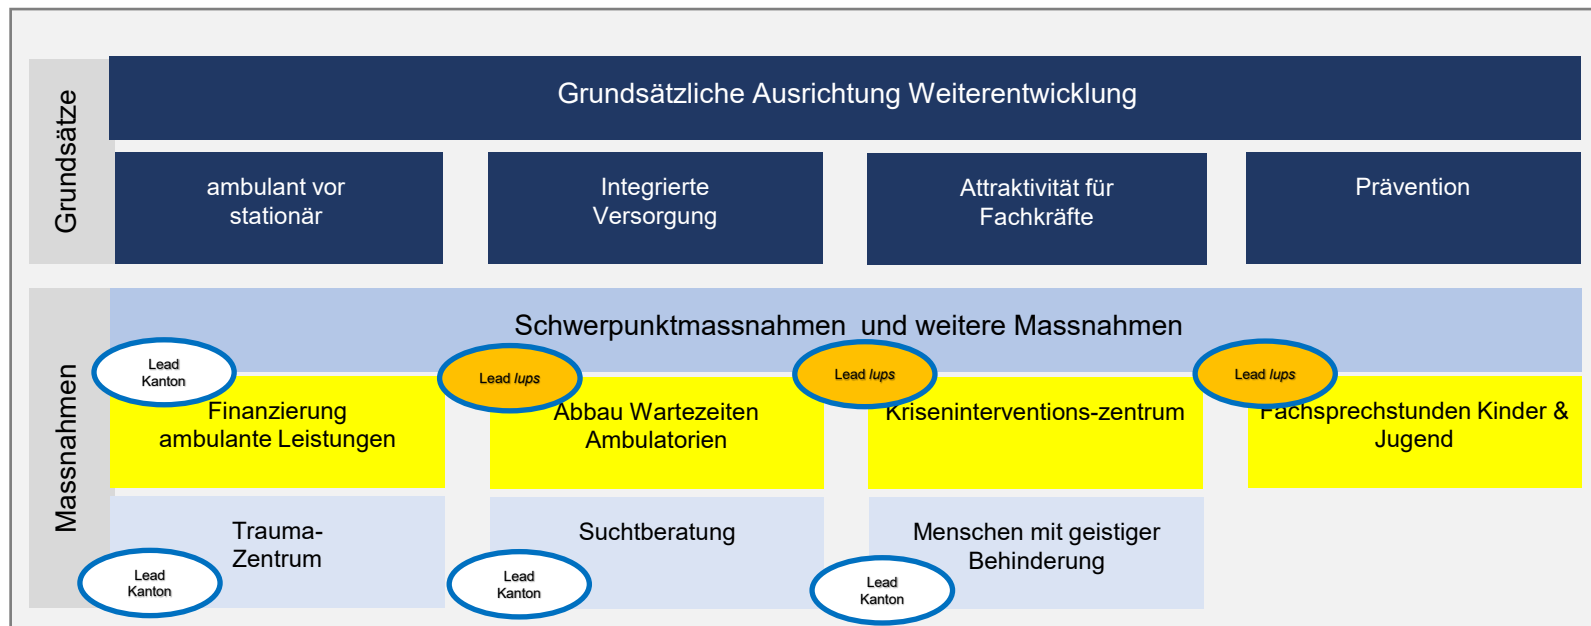 Grundsätze
Grundsätzliche Ausrichtung Weiterentwicklung
ambulant vor
stationär
Integrierte
Versorgung
Attraktivität für
Fachkräfte
Prävention
Massnahmen
Schwerpunktmassnahmen und weitere Massnahmen
Lead
Kanton
Finanzierung
ambulante Leistungen
Lead lups
Abbau Wartezeiten
Ambulatorien
Lead lups
Kriseninterventions-zentrum
Lead lups
Fachsprechstunden Kinder &
Jugend
Trauma-
Zentrum
Lead
Kanton
Suchtberatung
Lead
Kanton
Menschen mit geistiger
Behinderung
Lead
Kanton